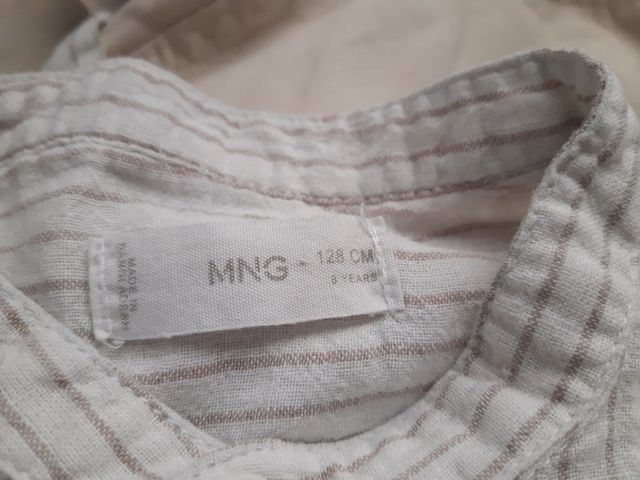 MNG - 128 CM
8 YEARS
MADE IN